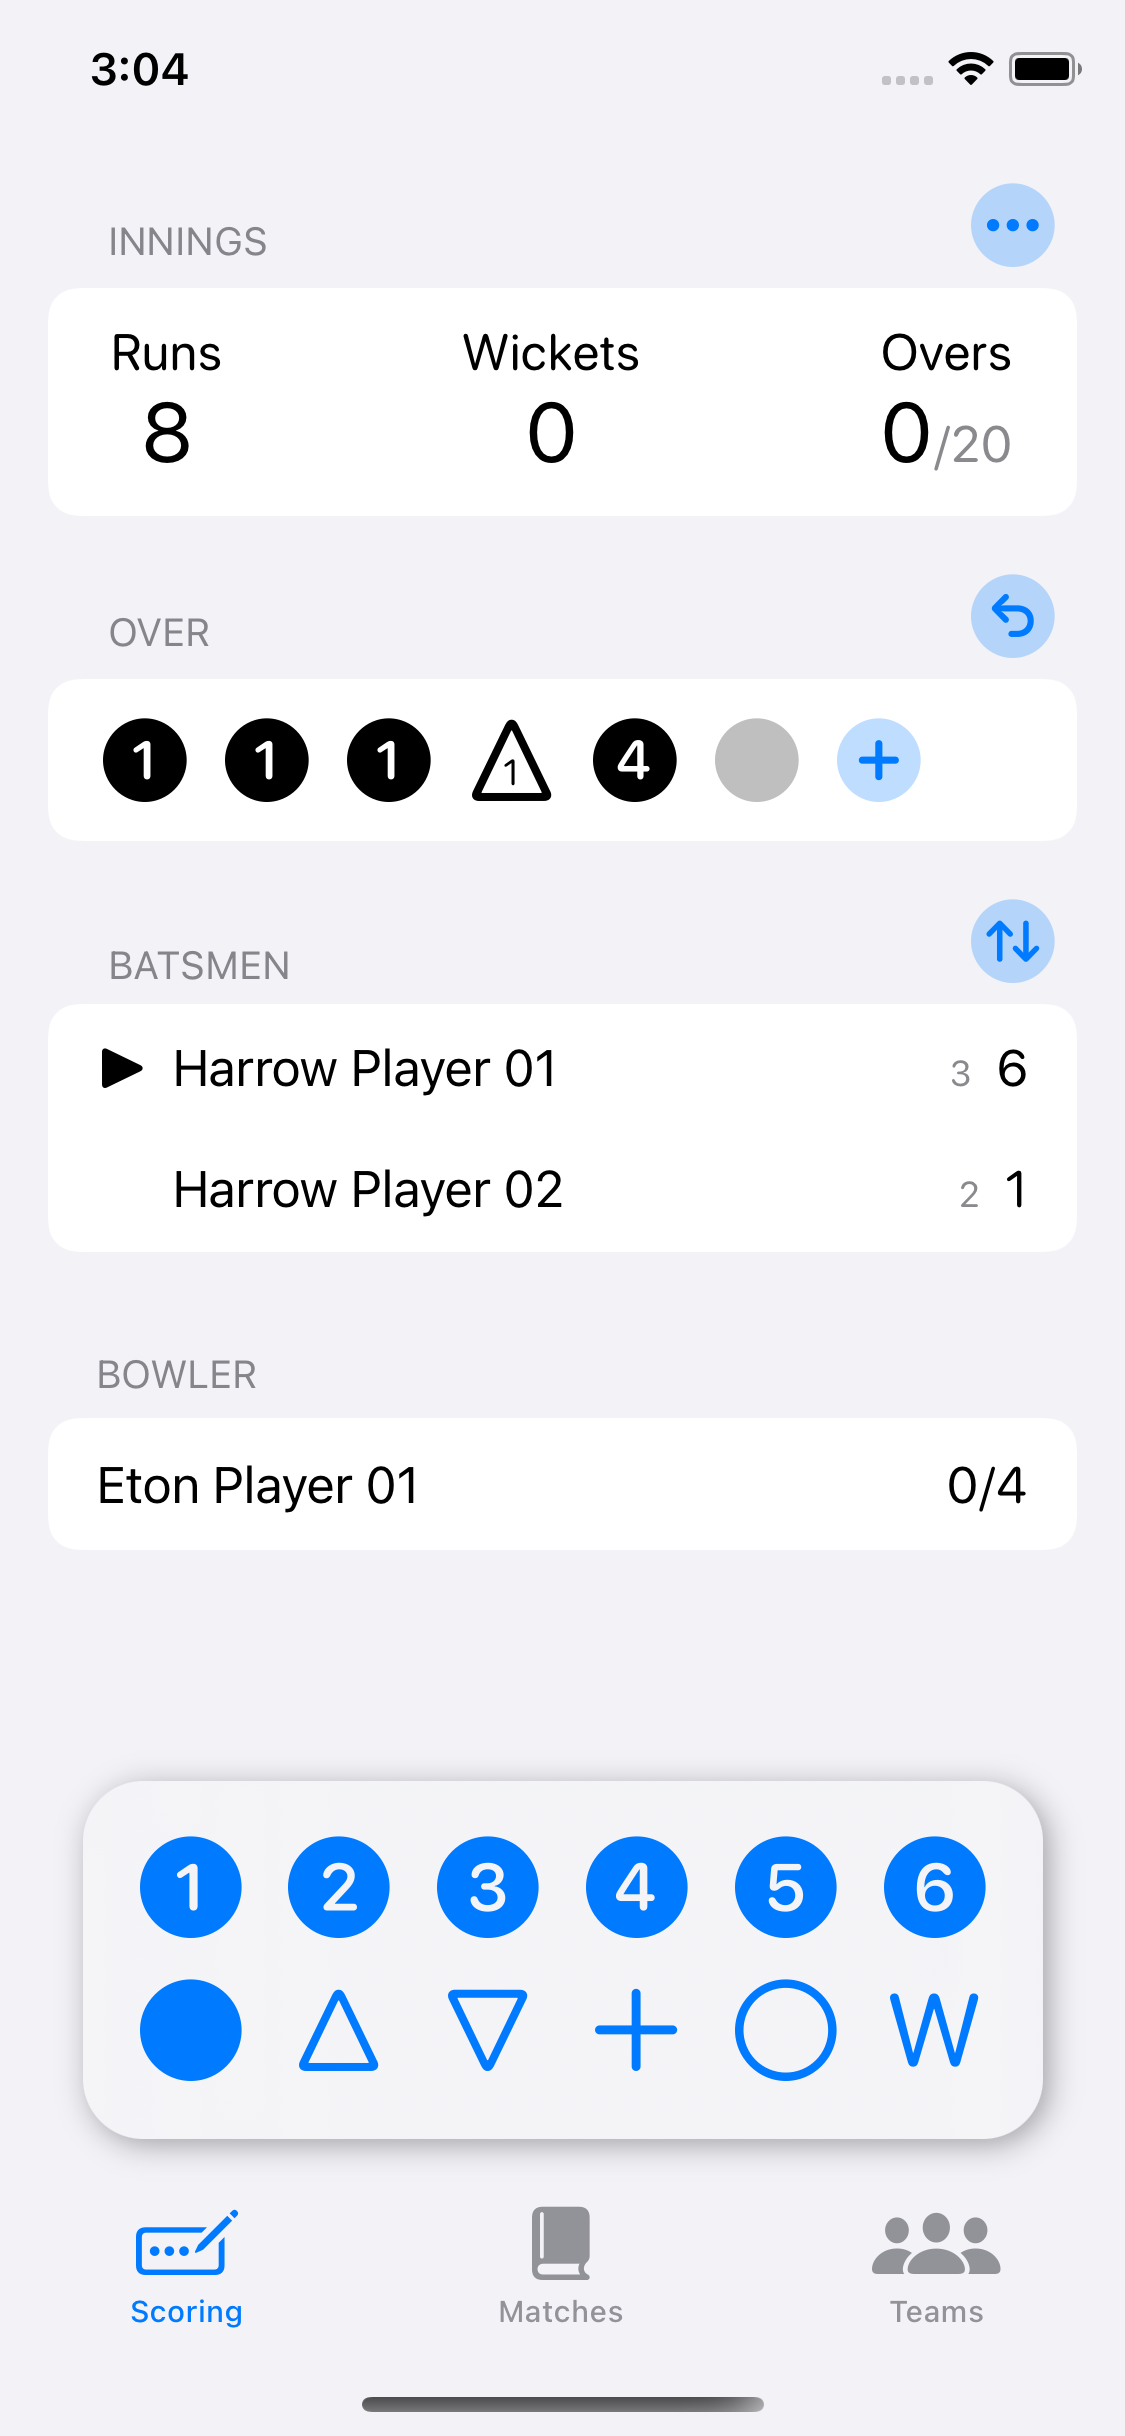 3:04
INNINGS
Runs Wickets Overs
8 0 0/20
OVER
1 1 1 1 4
BATSMEN
Harrow Player 01 3 6
Harrow Player 02 2 1
BOWLER
Eton Player 01 0/4
1 2 3 4 5 6
W
Scoring Matches Teams